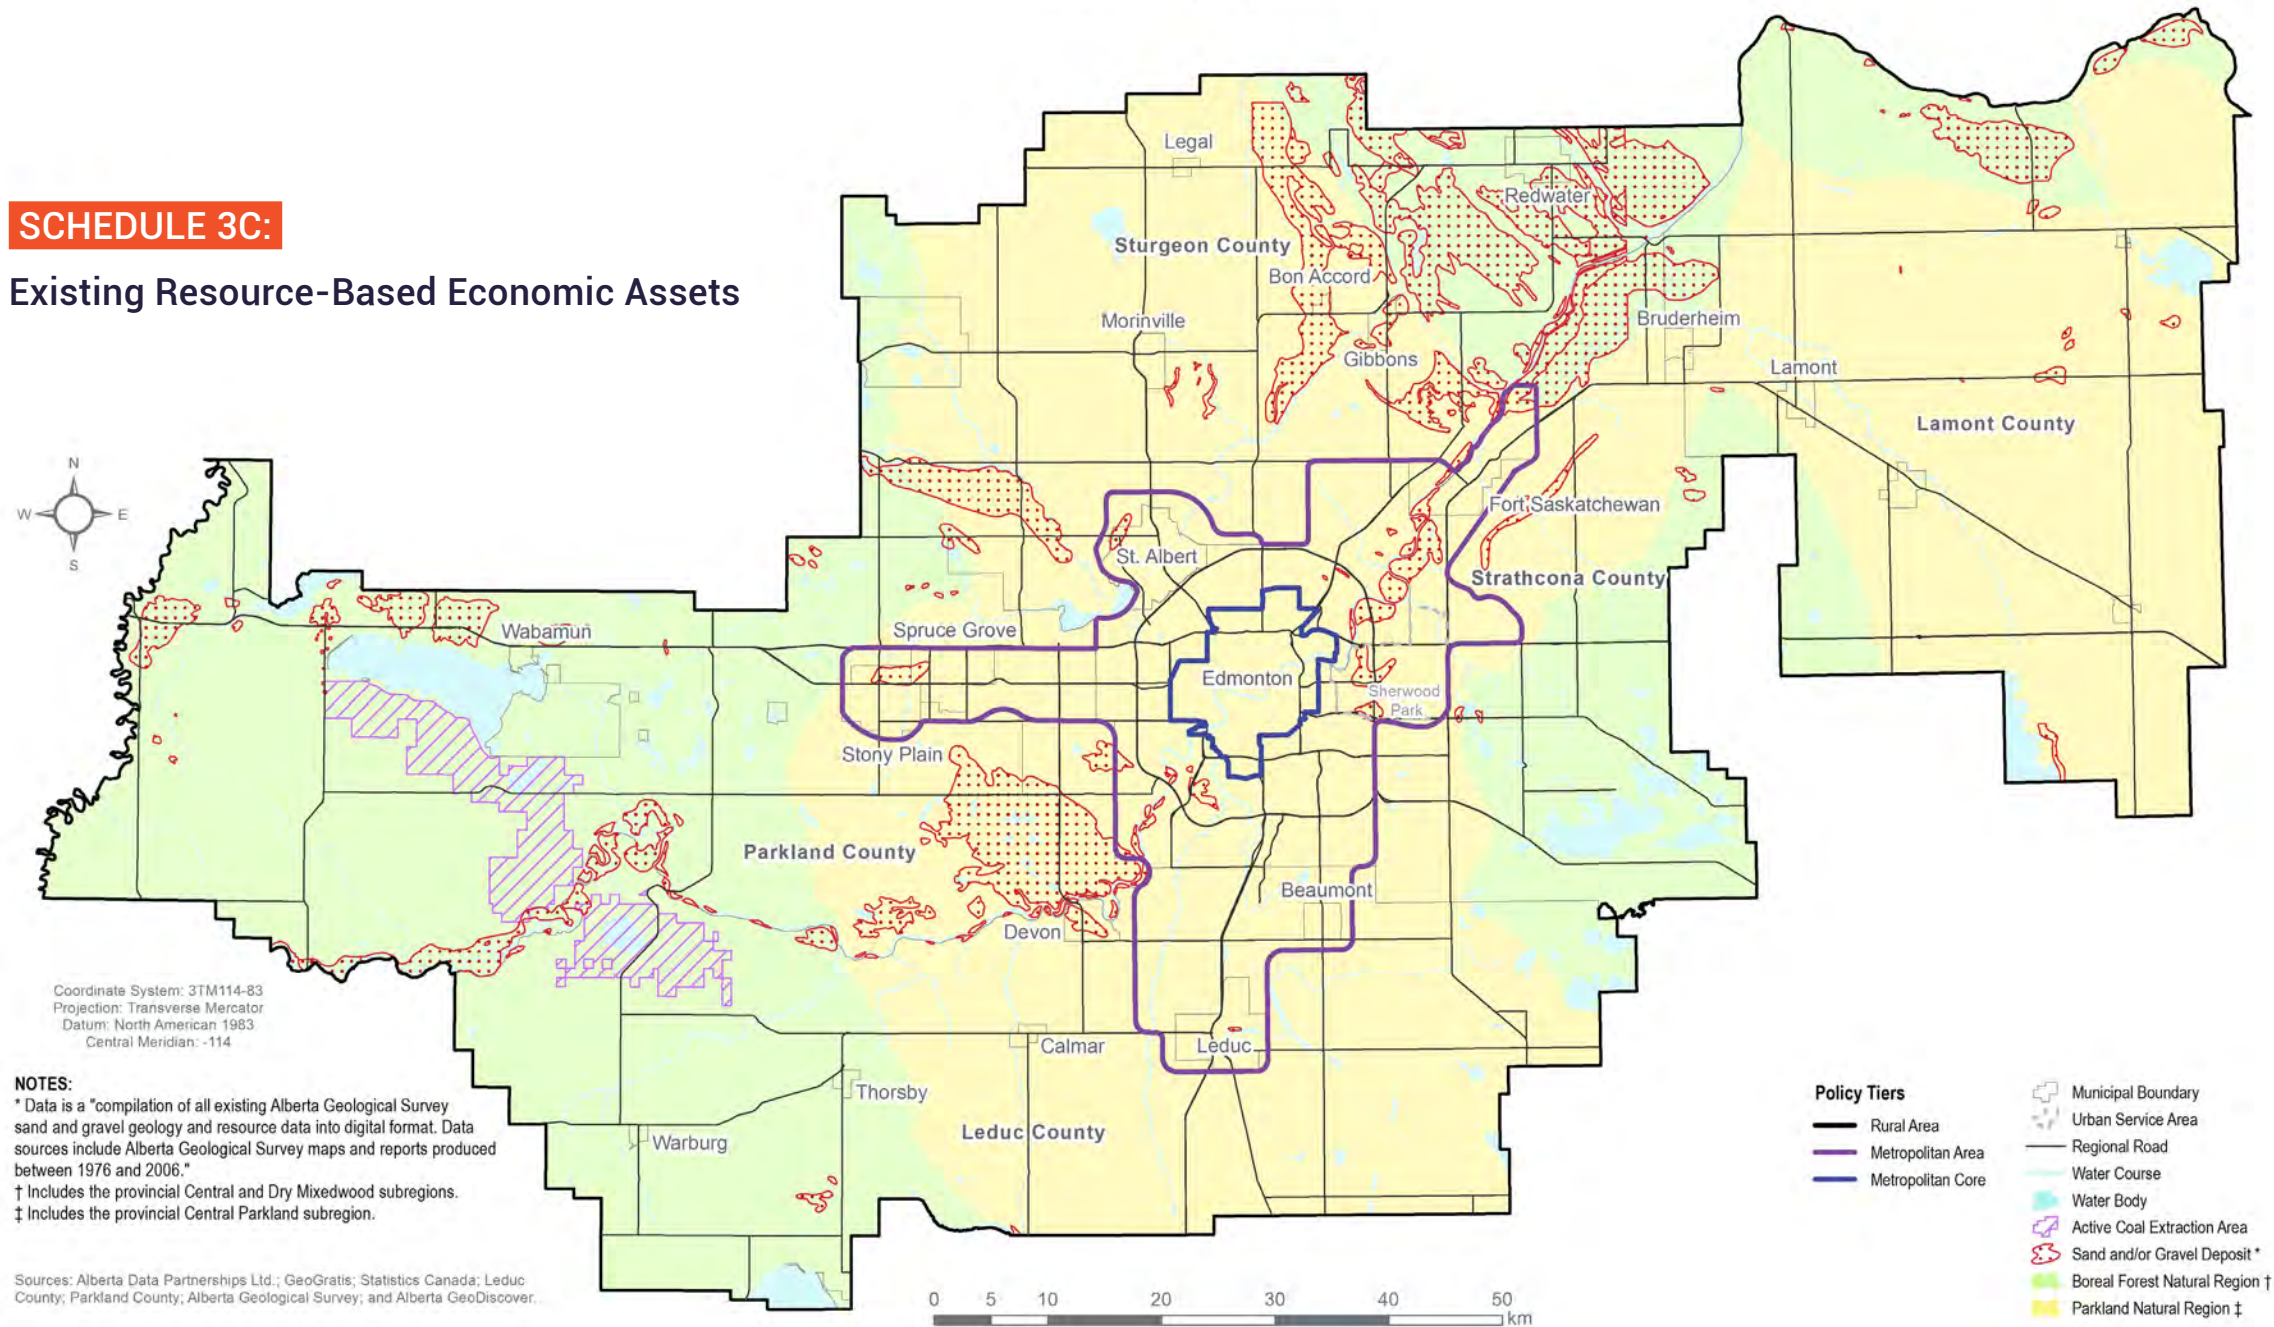 SCHEDULE 3C:
Existing Resource-Based Economic Assets
Legal
Redwater
Sturgeon County
Bon Accord
Morinville
Bruderheim
Gibbons
Lamont
Lamont County
N
W
E
S
Fort Saskatchewan
St. Albert
Strathcona County
Wabamun
Spruce Grove
Edmonton
Sherwood
Park
Stony Plain
Parkland County
Beaumont
Devon
Calmar
Leduc
Thorsby
Leduc County
Warburg
Coordinate System: 3TM114-83
Projection: Transverse Mercator
Datum: North American 1983
Central Meridian: -114
NOTES:
* Data is a "compilation of all existing Alberta Geological Survey
sand and gravel geology and resource data into digital format. Data
sources include Alberta Geological Survey maps and reports produced
between 1976 and 2006."
† Includes the provincial Central and Dry Mixedwood subregions.
‡ Includes the provincial Central Parkland subregion.
Sources: Alberta Data Partnerships Ltd.; GeoGratis; Statistics Canada; Leduc
County; Parkland County; Alberta Geological Survey; and Alberta GeoDiscover.
0 5 10 20 30 40 50
km
Policy Tiers
Rural Area
Metropolitan Area
Metropolitan Core
Municipal Boundary
Urban Service Area
Regional Road
Water Course
Water Body
Active Coal Extraction Area
Sand and/or Gravel Deposit *
Boreal Forest Natural Region †
Parkland Natural Region ‡